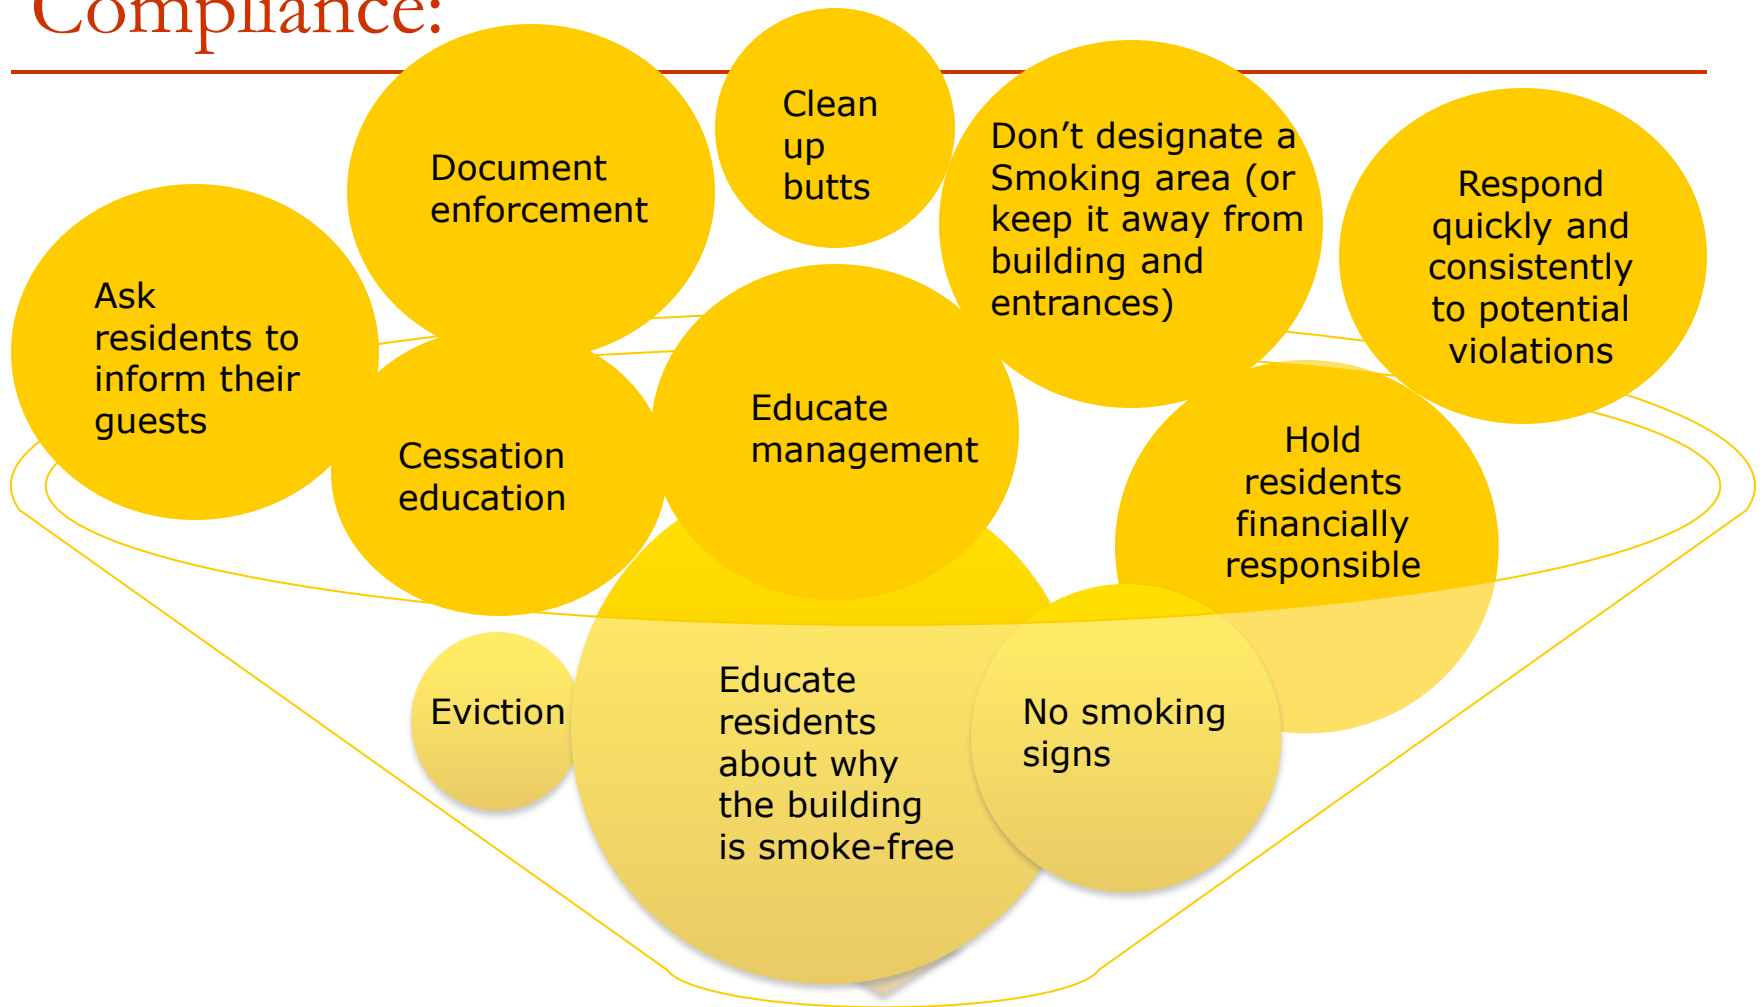 Compliance:
Clean
up
butts
Document
enforcement
Don’t designate a
Smoking area (or
keep it away from
building and
entrances)
Respond
quickly and
consistently
to potential
violations
Ask
residents to
inform their
guests
Cessation
education
Educate
management
Hold
residents
financially
responsible
Eviction
Educate
residents
about why
the building
is smoke-free
No smoking
signs